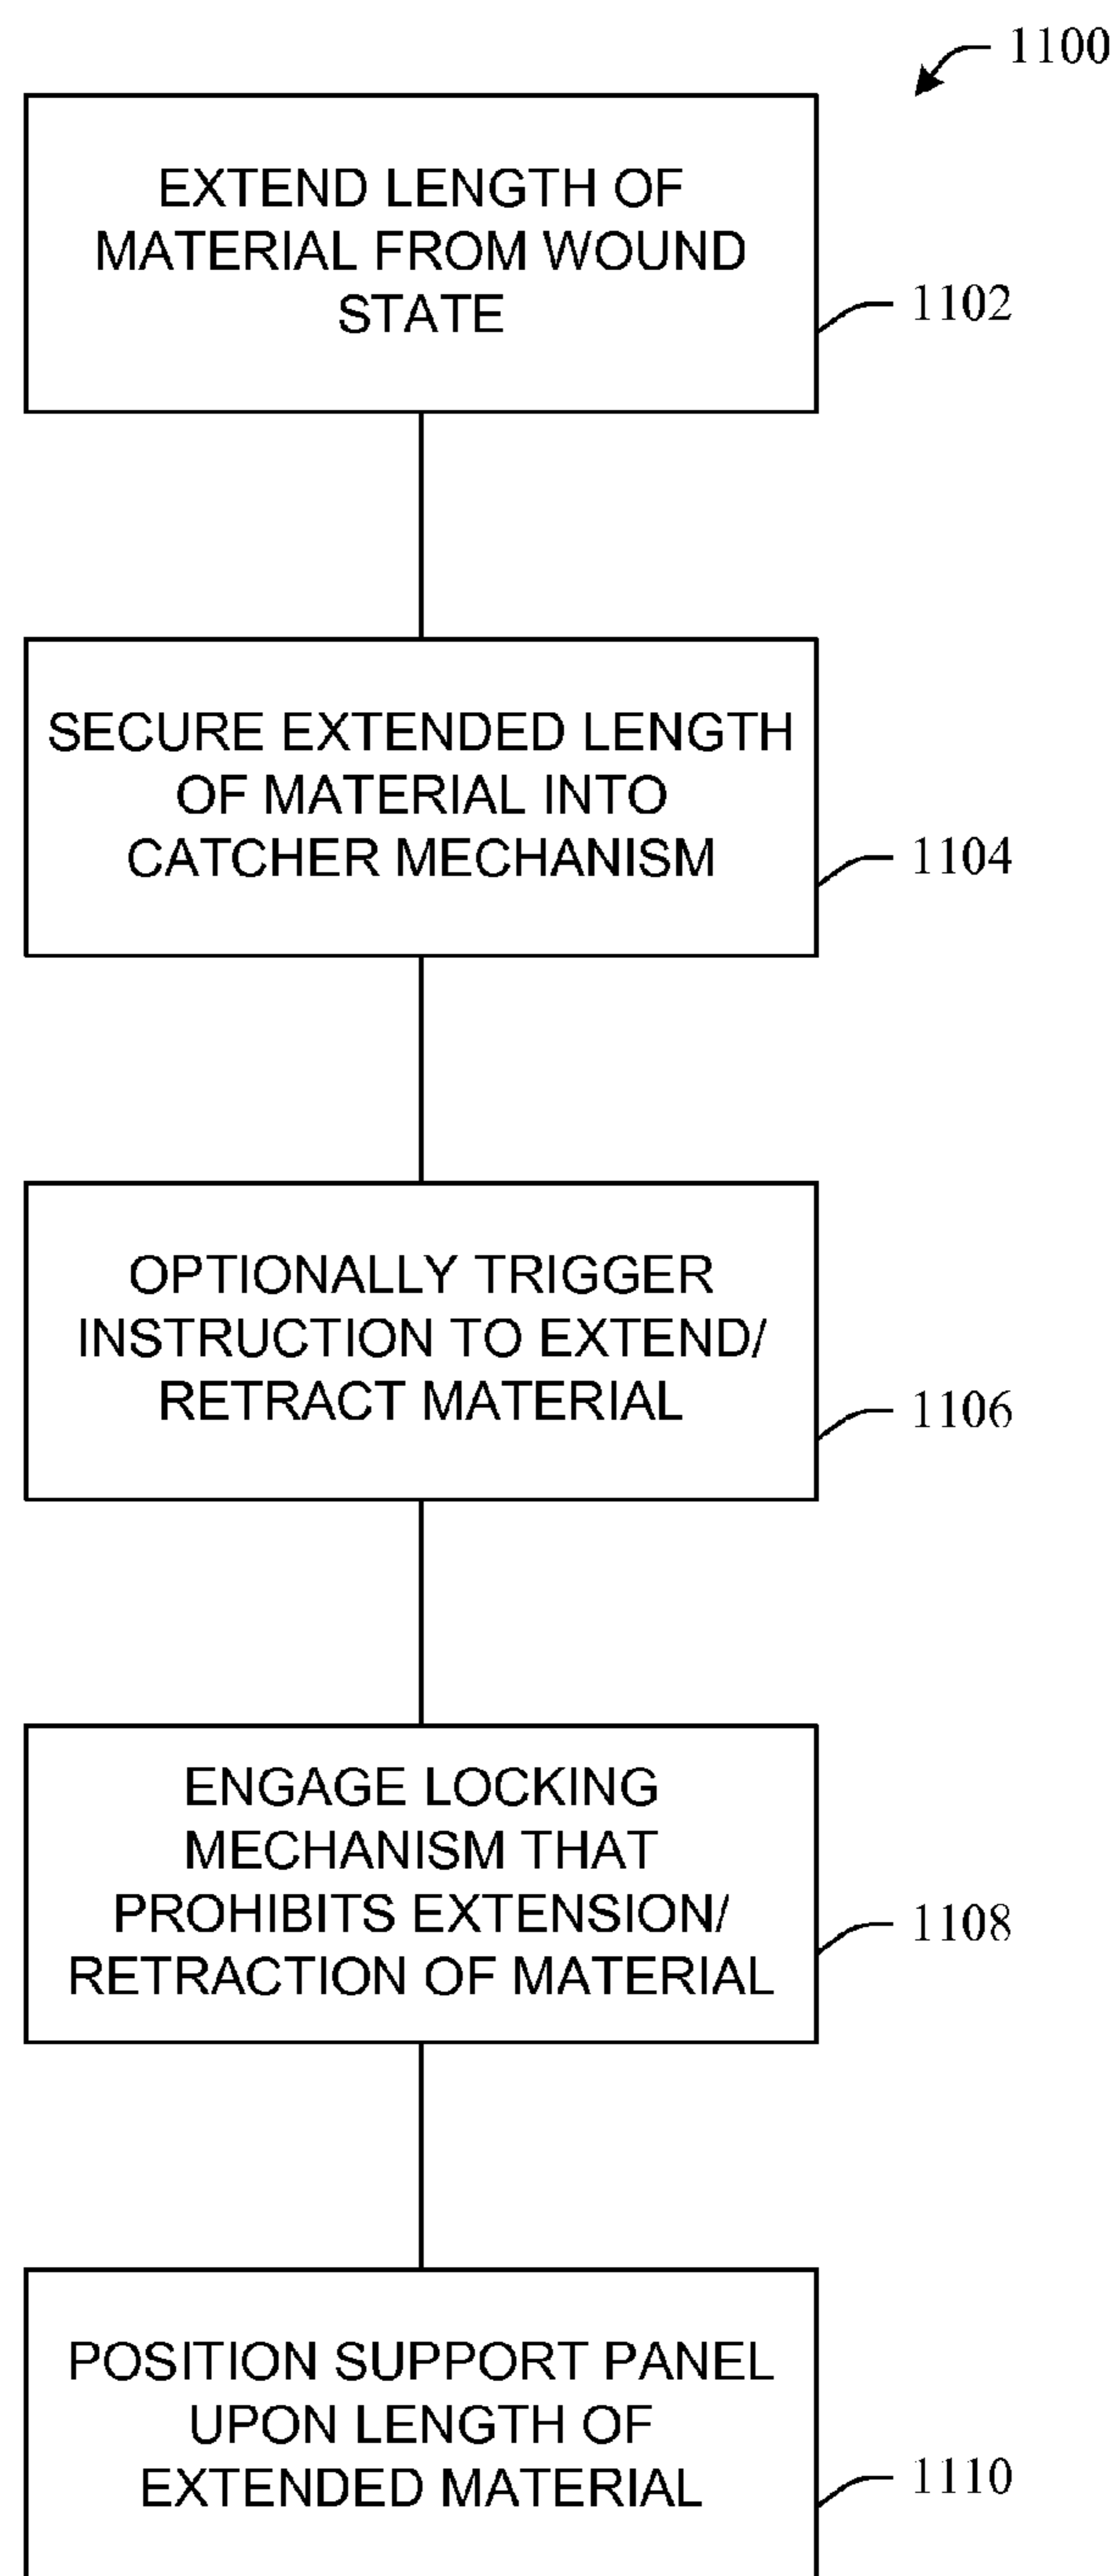 1100
EXTEND LENGTH OF
MATERIAL FROM WOUND
STATE
1102
SECURE EXTENDED LENGTH
OF MATERIAL INTO
CATCHER MECHANISM
1104
OPTIONALLY TRIGGER
INSTRUCTION TO EXTEND/
RETRACT MATERIAL
1106
ENGAGE LOCKING
MECHANISM THAT
PROHIBITS EXTENSION/
RETRACTION OF MATERIAL
1108
POSITION SUPPORT PANEL
UPON LENGTH OF
EXTENDED MATERIAL
1110